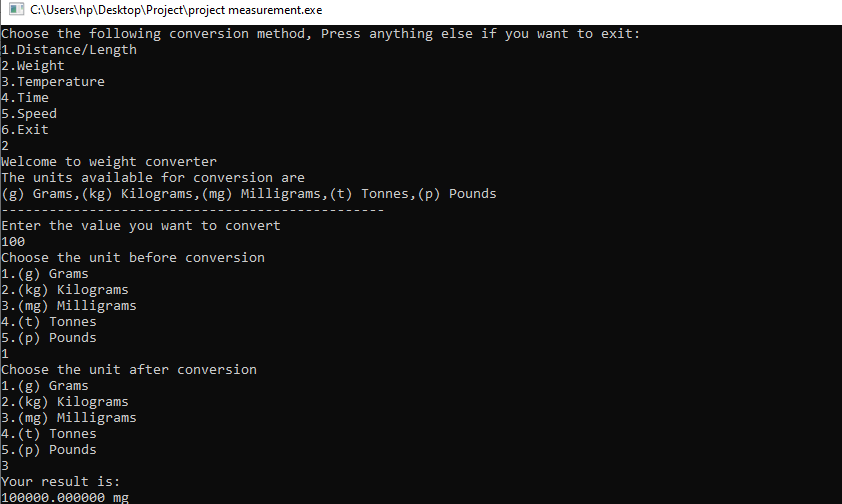 C:\Users\hp\Desktop\Project\project measurement.exe
Choose the following conversion method, Press anything else if you want to exit:
1.Distance/Length
2.Weight
3.Temperature
4.Time
5.Speed
6.Exit
2
Welcome to weight converter
The units available for conversion are
(g) Grams,(kg) Kilograms,(mg) Milligrams,(t) Tonnes,(p) Pounds
------------------------------------------------
Enter the value you want to convert
100
Choose the unit before conversion
1.(g) Grams
2.(kg) Kilograms
3.(mg) Milligrams
4.(t) Tonnes
5.(p) Pounds
1
Choose the unit after conversion
1.(g) Grams
2.(kg) Kilograms
3.(mg) Milligrams
4.(t) Tonnes
5.(p) Pounds
3
Your result is:
100000.000000 mg